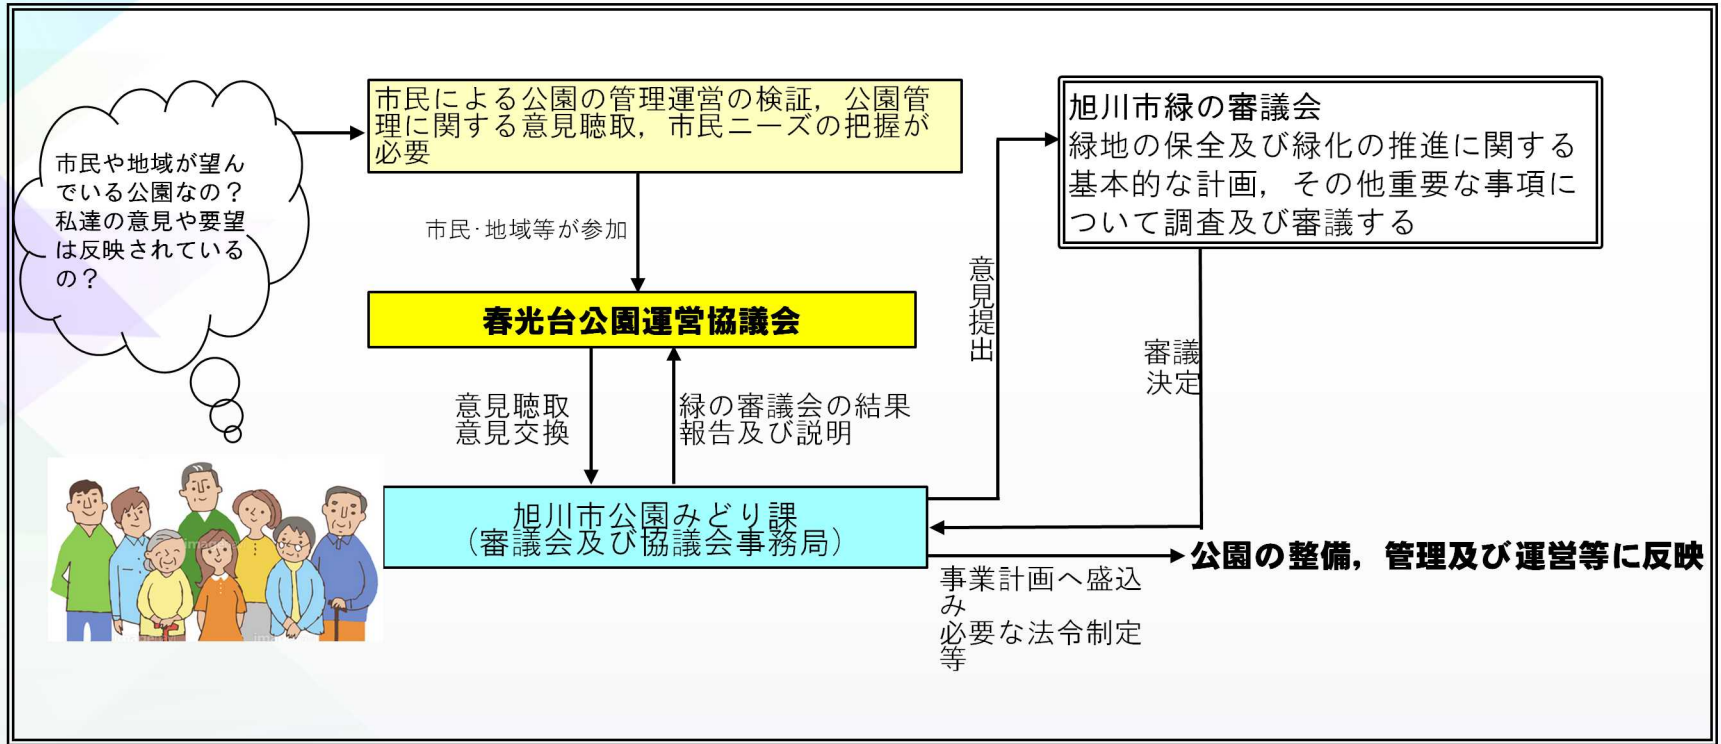 市民や地域が望ん
でいる公園なの？
私達の意見や要望
は反映されている
の？
市民による公園の管理運営の検証，公園管
理に関する意見聴取，市民ニーズの把握が
必要
市民・地域等が参加
春光台公園運営協議会
意見聴取
意見交換
緑の審議会の結果
報告及び説明
旭川市公園みどり課
（審議会及び協議会事務局）
意見提出
旭川市緑の審議会
緑地の保全及び緑化の推進に関する
基本的な計画，その他重要な事項に
ついて調査及び審議する
審議
決定
公園の整備，管理及び運営等に反映
事業計画へ盛込
み
必要な法令制定
等